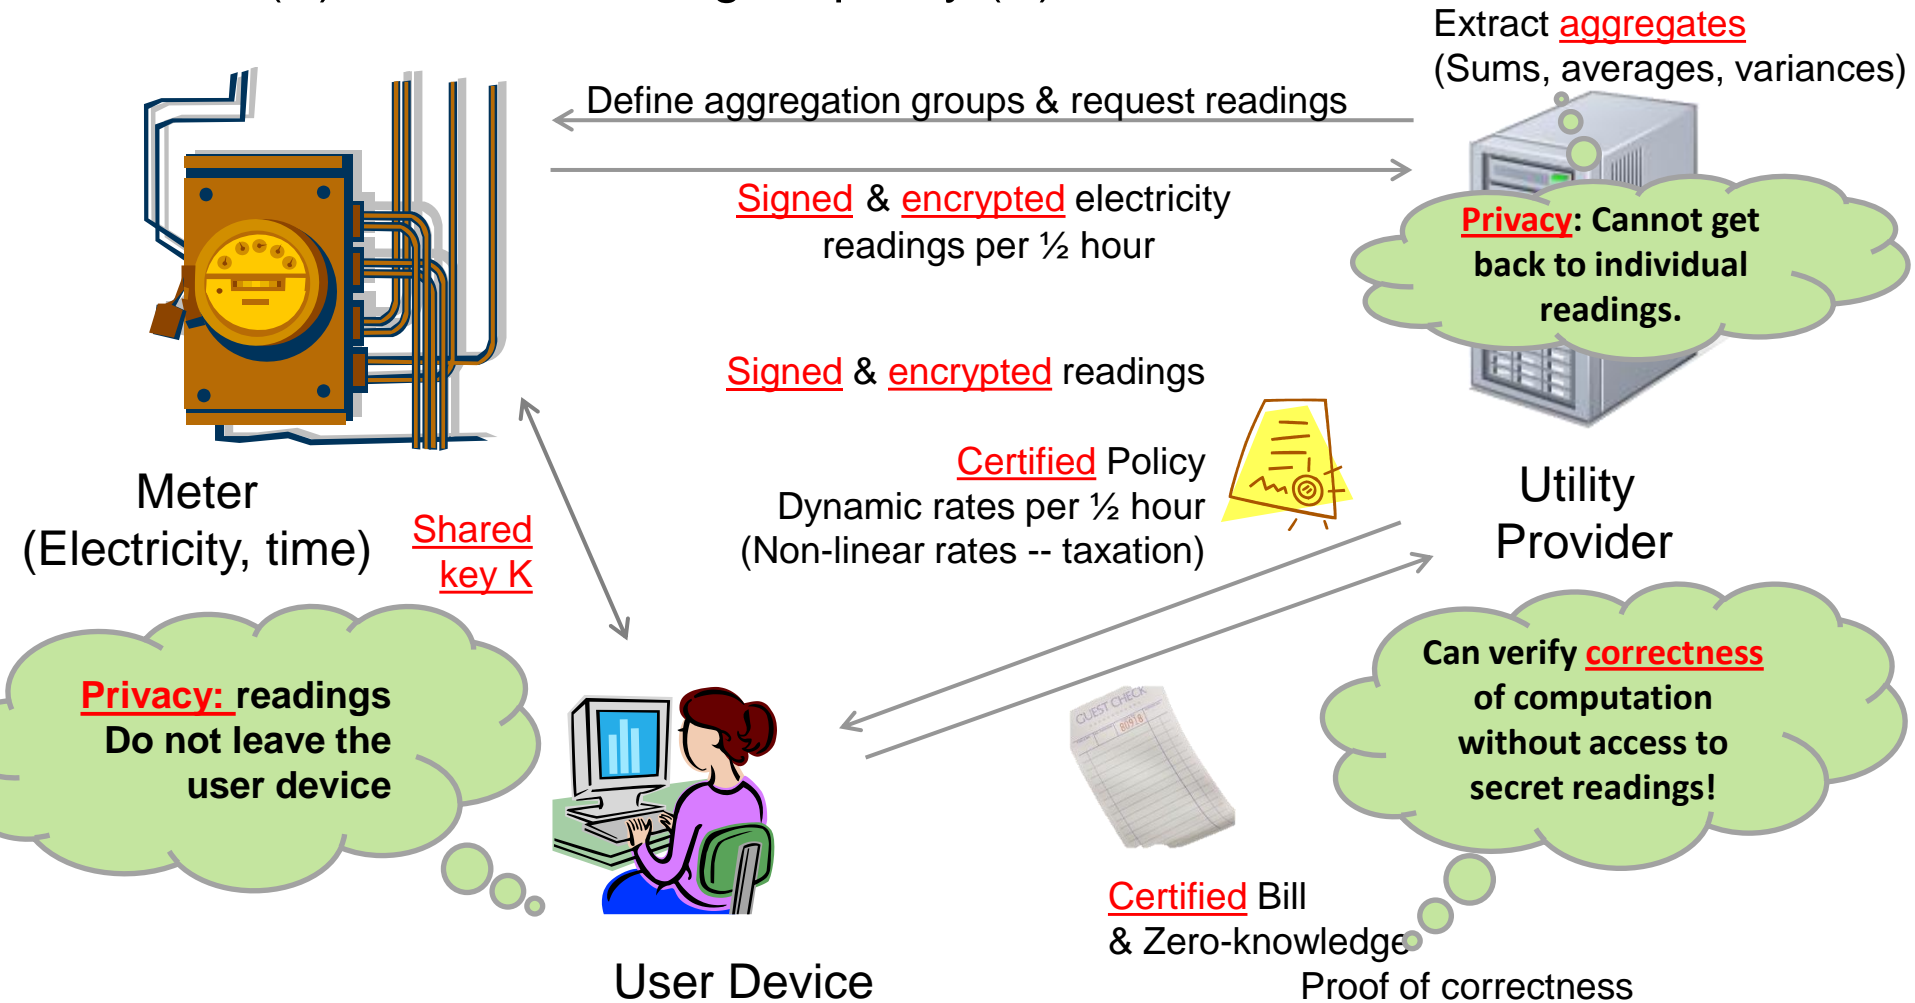 Extract aggregates
(Sums, averages, variances)
Define aggregation groups & request readings
Signed & encrypted electricity
readings per ½ hour
Privacy: Cannot get
back to individual
readings.
Signed & encrypted readings
Certified Policy
Dynamic rates per ½ hour
(Non-linear rates -- taxation)
Meter
(Electricity, time)
Shared
key K
Utility
Provider
Privacy: readings
Do not leave the
user device
Can verify correctness
of computation
without access to
secret readings!
GUEST CHECK
80918
Certified Bill
& Zero-knowledge
Proof of correctness
User Device